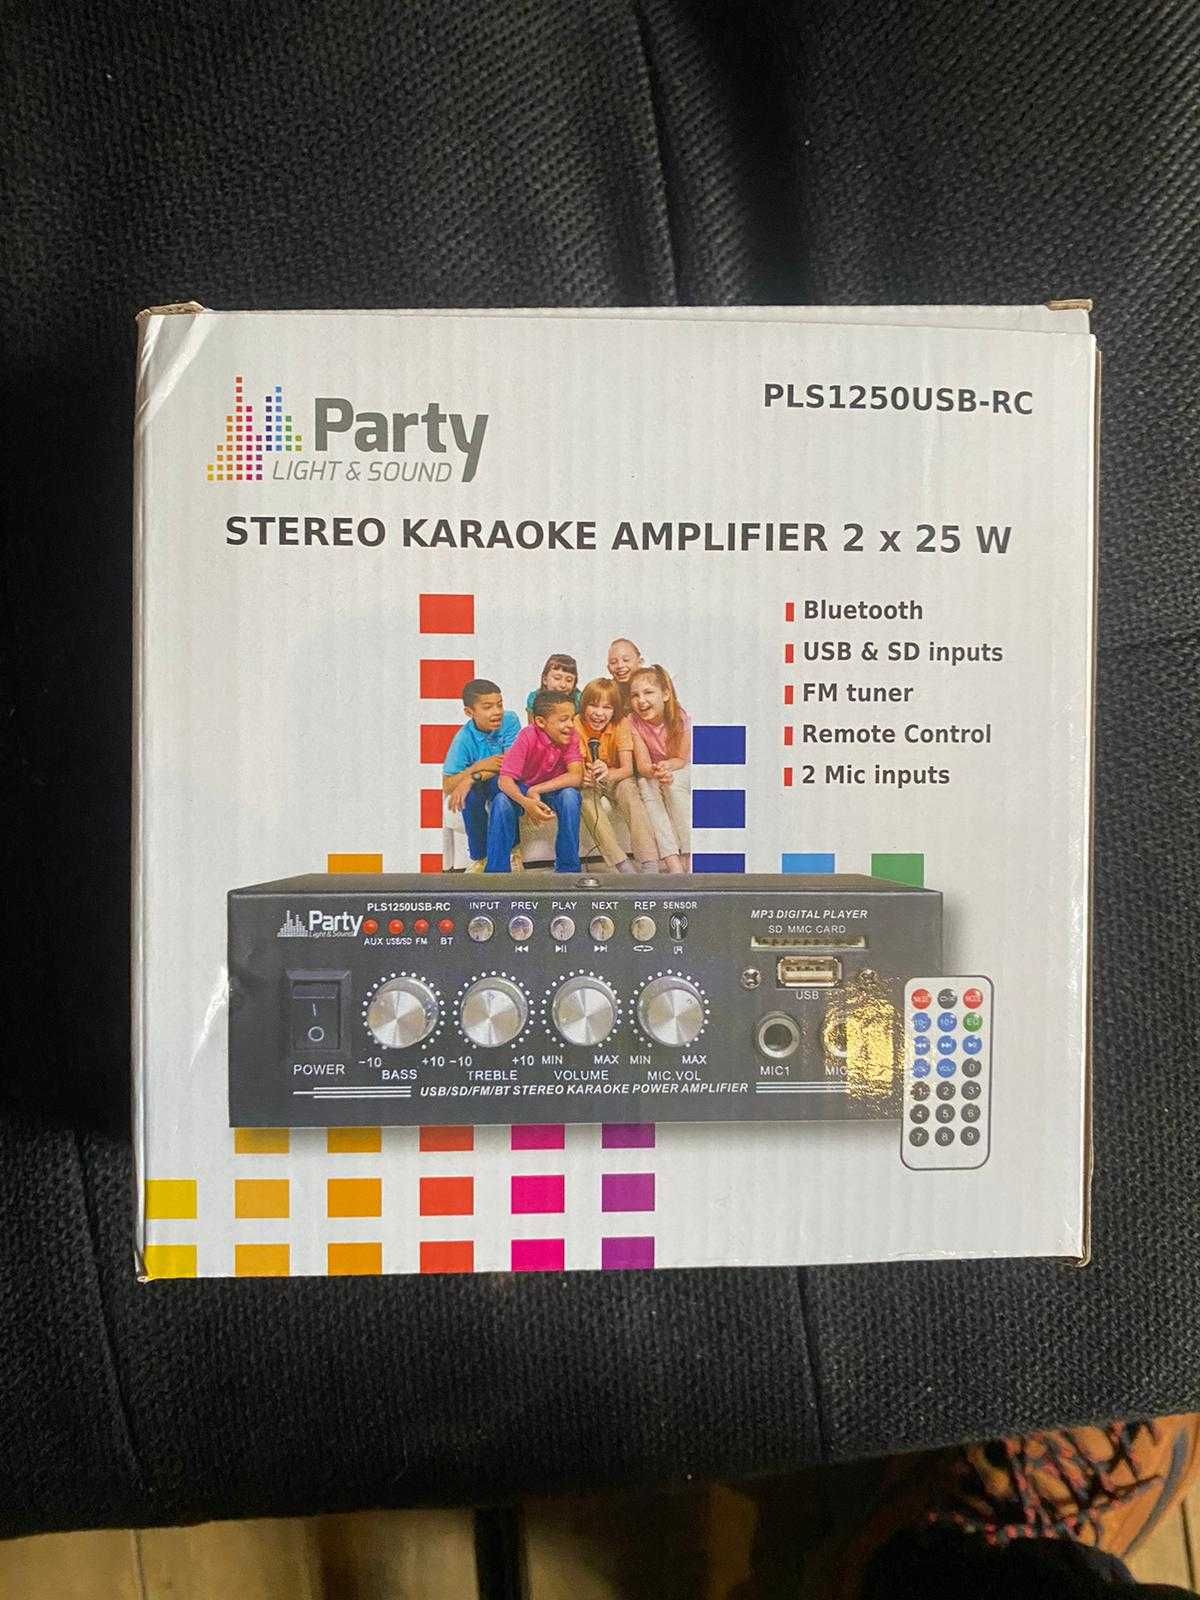 Party
LIGHT & SOUND
PLS1250USB-RC
STEREO KARAOKE AMPLIFIER 2 x 25 W
Bluetooth
USB & SD inputs
FM tuner
Remote Control
2 Mic inputs
Party
Light & Sound
PLS1250USB-RC
AUX USB/SD FM BT
INPUT PREV PLAY NEXT REP SENSOR
MP3 DIGITAL PLAYER
SD MMC CARD
USB
POWER
-10 +10 -10 +10 MIN MAX MIN MAX
BASS TREBLE VOLUME MIC.VOL
MIC1
USB/SD/FM/BT STEREO KARAOKE POWER AMPLIFIER
10- 10+ EQ
VOL- VOL+ 0
1 2 3
4 5 6
7 8 9